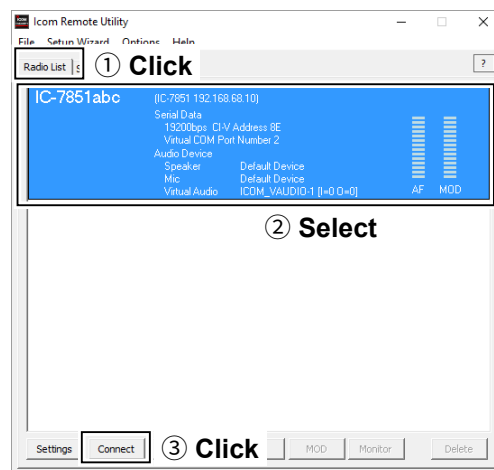 Icom Remote Utility
File Setup Wizard Options Help
Radio List
① Click
?
IC-7851abc (IC-7851 192.168.68.10)
Serial Data
19200bps CI-V Address 8E
Virtual COM Port Number 2
Audio Device
Speaker Default Device
Mic Default Device
Virtual Audio ICOM_VAUDIO-1 [I=0 O=0] AF MOD
② Select
Settings Connect ③ Click MOD Monitor Delete